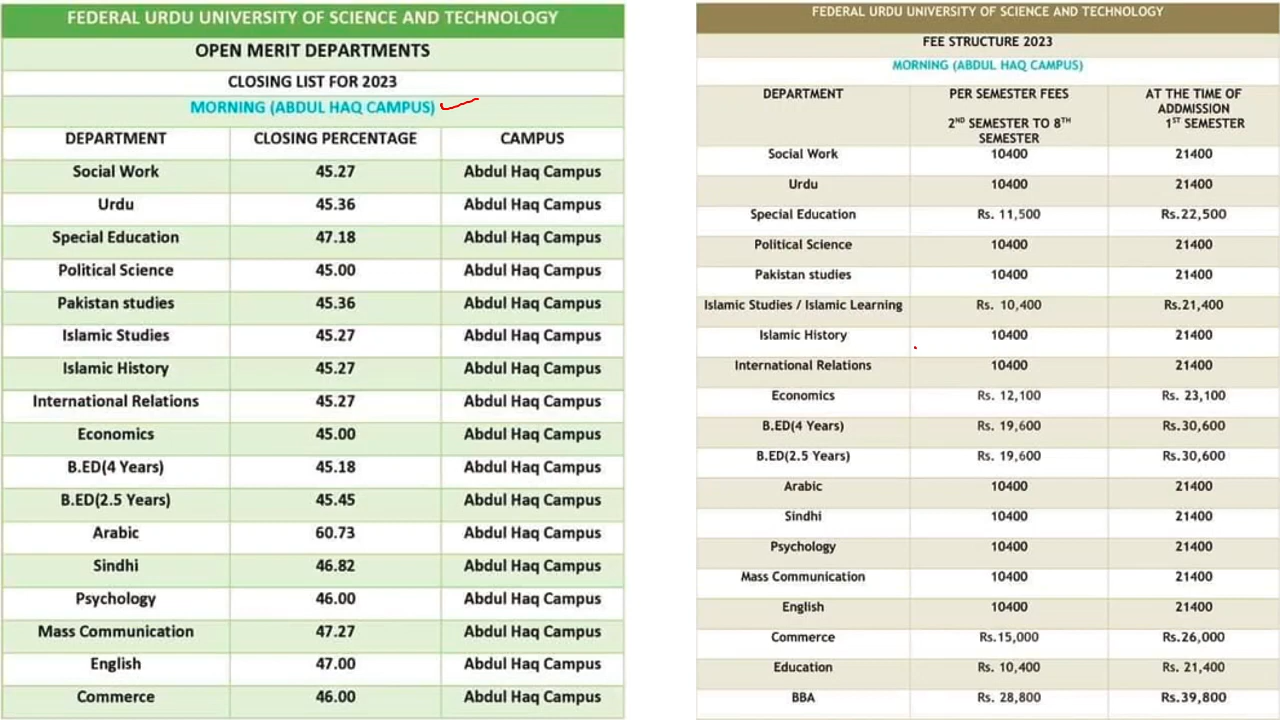 FEDERAL URDU UNIVERSITY OF SCIENCE AND TECHNOLOGY
OPEN MERIT DEPARTMENTS
CLOSING LIST FOR 2023
MORNING (ABDUL HAQ CAMPUS)
DEPARTMENT CLOSING PERCENTAGE CAMPUS
Social Work 45.27 Abdul Haq Campus
Urdu 45.36 Abdul Haq Campus
Special Education 47.18 Abdul Haq Campus
Political Science 45.00 Abdul Haq Campus
Pakistan studies 45.36 Abdul Haq Campus
Islamic Studies 45.27 Abdul Haq Campus
Islamic History 45.27 Abdul Haq Campus
International Relations 45.27 Abdul Haq Campus
Economics 45.00 Abdul Haq Campus
B.ED(4 Years) 45.18 Abdul Haq Campus
B.ED(2.5 Years) 45.45 Abdul Haq Campus
Arabic 60.73 Abdul Haq Campus
Sindhi 46.82 Abdul Haq Campus
Psychology 46.00 Abdul Haq Campus
Mass Communication 47.27 Abdul Haq Campus
English 47.00 Abdul Haq Campus
Commerce 46.00 Abdul Haq Campus
FEDERAL URDU UNIVERSITY OF SCIENCE AND TECHNOLOGY
FEE STRUCTURE 2023
MORNING (ABDUL HAQ CAMPUS)
DEPARTMENT PER SEMESTER FEES AT THE TIME OF
ADDMISSION
2ND SEMESTER TO 8TH 1ST SEMESTER
SEMESTER
Social Work 10400 21400
Urdu 10400 21400
Special Education Rs. 11,500 Rs.22,500
Political Science 10400 21400
Pakistan studies 10400 21400
Islamic Studies / Islamic Learning Rs. 10,400 Rs.21,400
Islamic History 10400 21400
International Relations 10400 21400
Economics Rs. 12,100 Rs. 23,100
B.ED(4 Years) Rs. 19,600 Rs.30,600
B.ED(2.5 Years) Rs. 19,600 Rs.30,600
Arabic 10400 21400
Sindhi 10400 21400
Psychology 10400 21400
Mass Communication 10400 21400
English 10400 21400
Commerce Rs.15,000 Rs.26,000
Education Rs. 10,400 Rs. 21,400
BBA Rs. 28,800 Rs.39,800